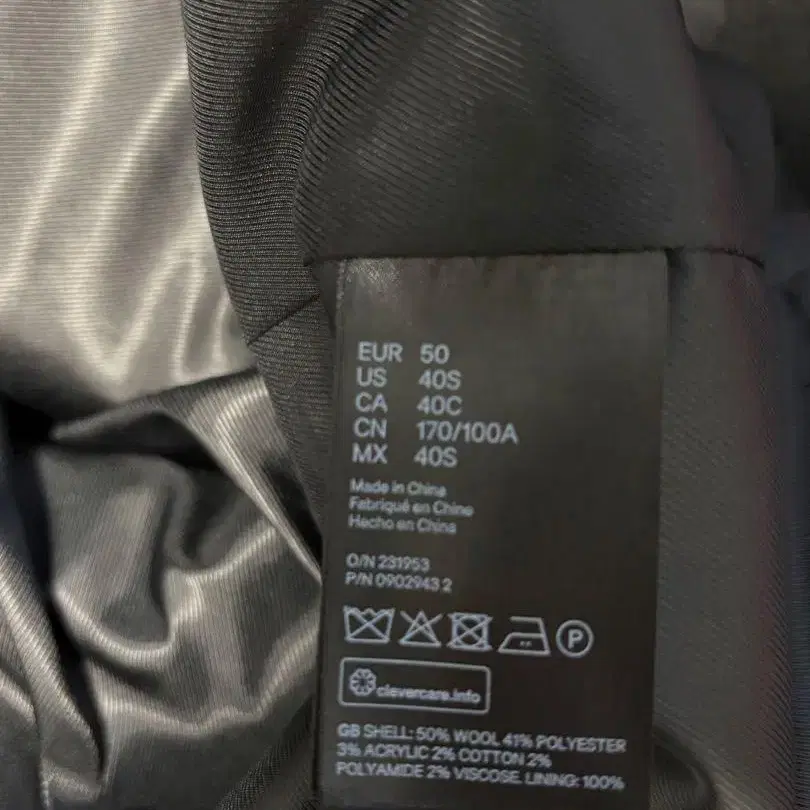 EUR 50
US 40S
CA 40C
CN 170/100A
MX 40S
Made in China
Fabriqué en Chine
Hecho en China
O/N 231953
P/N 0902943 2
P
clevercare.info
GB SHELL: 50% WOOL 41% POLYESTER
3% ACRYLIC 2% COTTON 2%
POLYAMIDE 2% VISCOSE. LINING: 100%